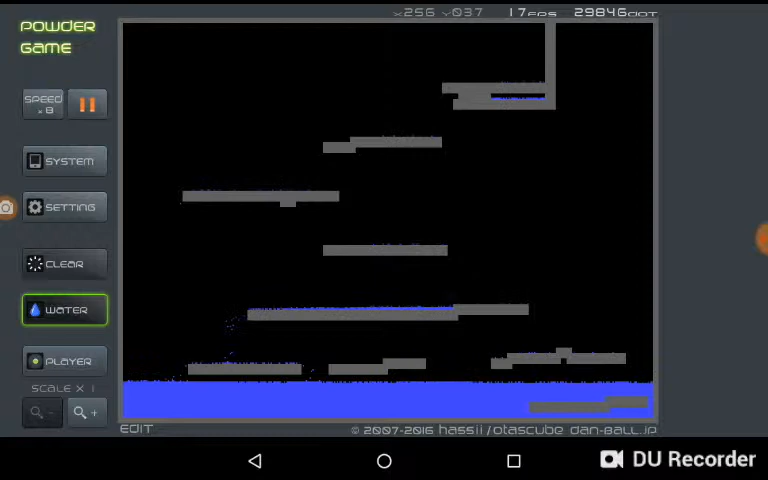 x256 y037 17fps 29846dot
POWDER
GAME
SPEED
x 8
SYSTEM
SETTING
CLEAR
WATER
PLAYER
SCALE x 1
EDIT © 2007-2016 hassii/otascube dan-ball.jp
DU Recorder